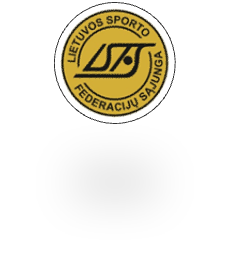 LIETUVOS SPORTO
LSFS
FEDERACIJŲ SĄJUNGA